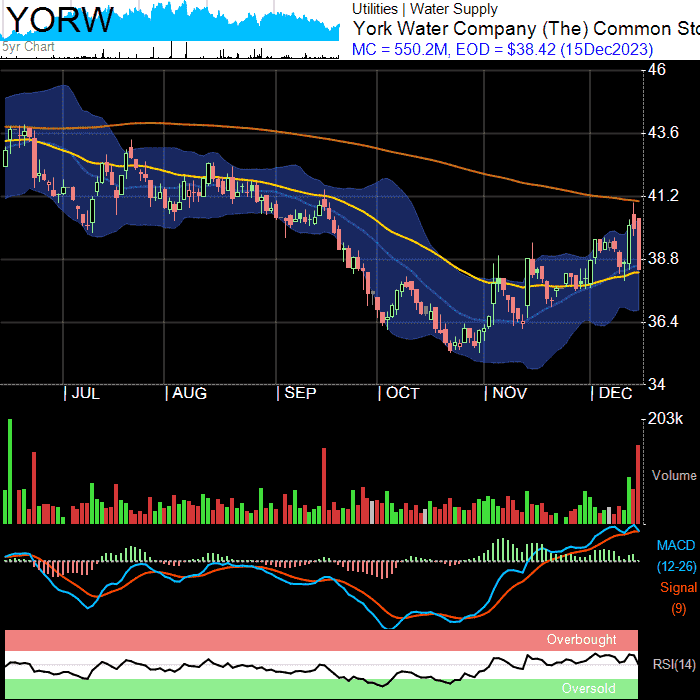 YORW
5yr Chart
Utilities | Water Supply
York Water Company (The) Common Sto
MC = 550.2M, EOD = $38.42 (15Dec2023)
46
43.6
41.2
38.8
36.4
34
| JUL | AUG | SEP | OCT | NOV | DEC
203k
Volume
MACD
(12-26)
Signal
(9)
Overbought
RSI(14)
Oversold